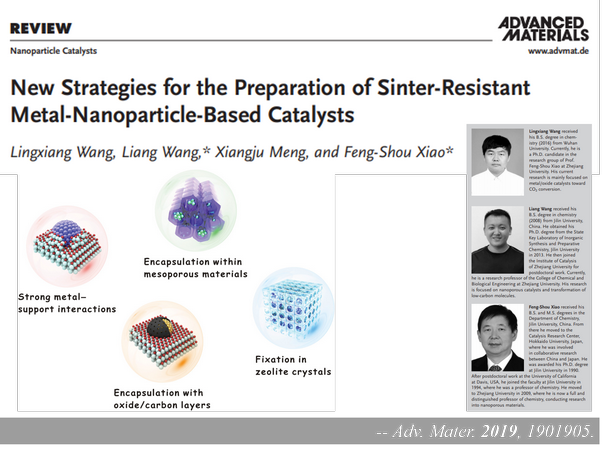 REVIEW
ADVANCED
MATERIALS
Nanoparticle Catalysts
www.advmat.de
New Strategies for the Preparation of Sinter-Resistant
Metal-Nanoparticle-Based Catalysts
Lingxiang Wang, Liang Wang,* Xiangju Meng, and Feng-Shou Xiao*
Encapsulation within
mesoporous materials
Strong metal–
support interactions
Fixation in
zeolite crystals
Encapsulation with
oxide/carbon layers
Lingxiang Wang received
his B.S. degree in chem-
istry (2016) from Wuhan
University. Currently, he is
a Ph.D. candidate in the
research group of Prof.
Feng-Shou Xiao at Zhejiang
University. His current
research is mainly focused on
metal/oxide catalysts toward
CO2 conversion.
Liang Wang received his
B.S. degree in chemistry
(2008) from Jilin University,
China. He obtained his
Ph.D. degree from the State
Key Laboratory of Inorganic
Synthesis and Preparative
Chemistry, Jilin University
in 2013. He then joined
the Institute of Catalysis
of Zhejiang University for
postdoctoral work. Currently,
he is a research professor of the College of Chemical and
Biological Engineering at Zhejiang University. His research
is focused on nanoporous catalysts and transformation of
low-carbon molecules.
Feng-Shou Xiao received his
B.S. and M.S. degrees in the
Department of Chemistry,
Jilin University, China. From
there he moved to the
Catalysis Research Center,
Hokkaido University, Japan,
where he was involved
in collaborative research
between China and Japan. He
was awarded his Ph.D. degree
at Jilin University in 1990.
After postdoctoral work at the University of California
at Davis, USA, he joined the faculty at Jilin University in
1994, where he was a professor of chemistry. He moved
to Zhejiang University in 2009, where he is now a full and
distinguished professor of chemistry, conducting research
into nanoporous materials.
-- Adv. Mater. 2019, 1901905.